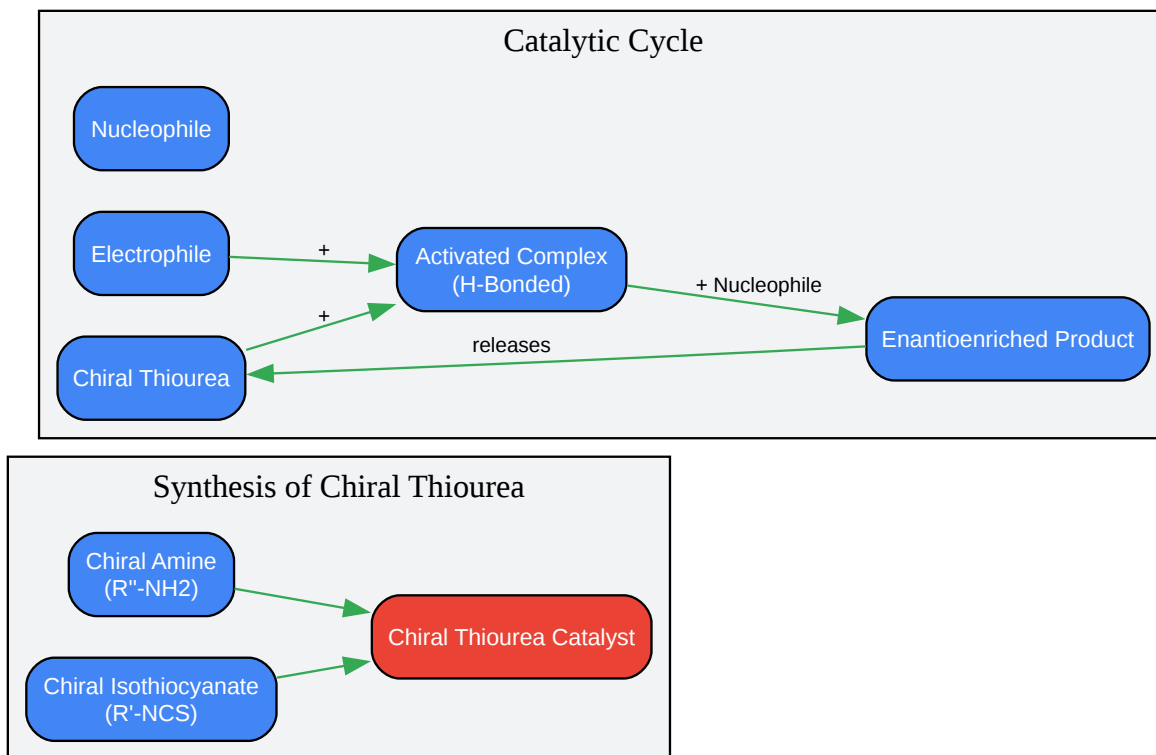 Catalytic Cycle
Nucleophile
Electrophile
+
Activated Complex
(H-Bonded)
+ Nucleophile
+
Enantioenriched Product
releases
Chiral Thiourea
Synthesis of Chiral Thiourea
Chiral Amine
(R"-NH2)
Chiral Thiourea Catalyst
Chiral Isothiocyanate
(R'-NCS)